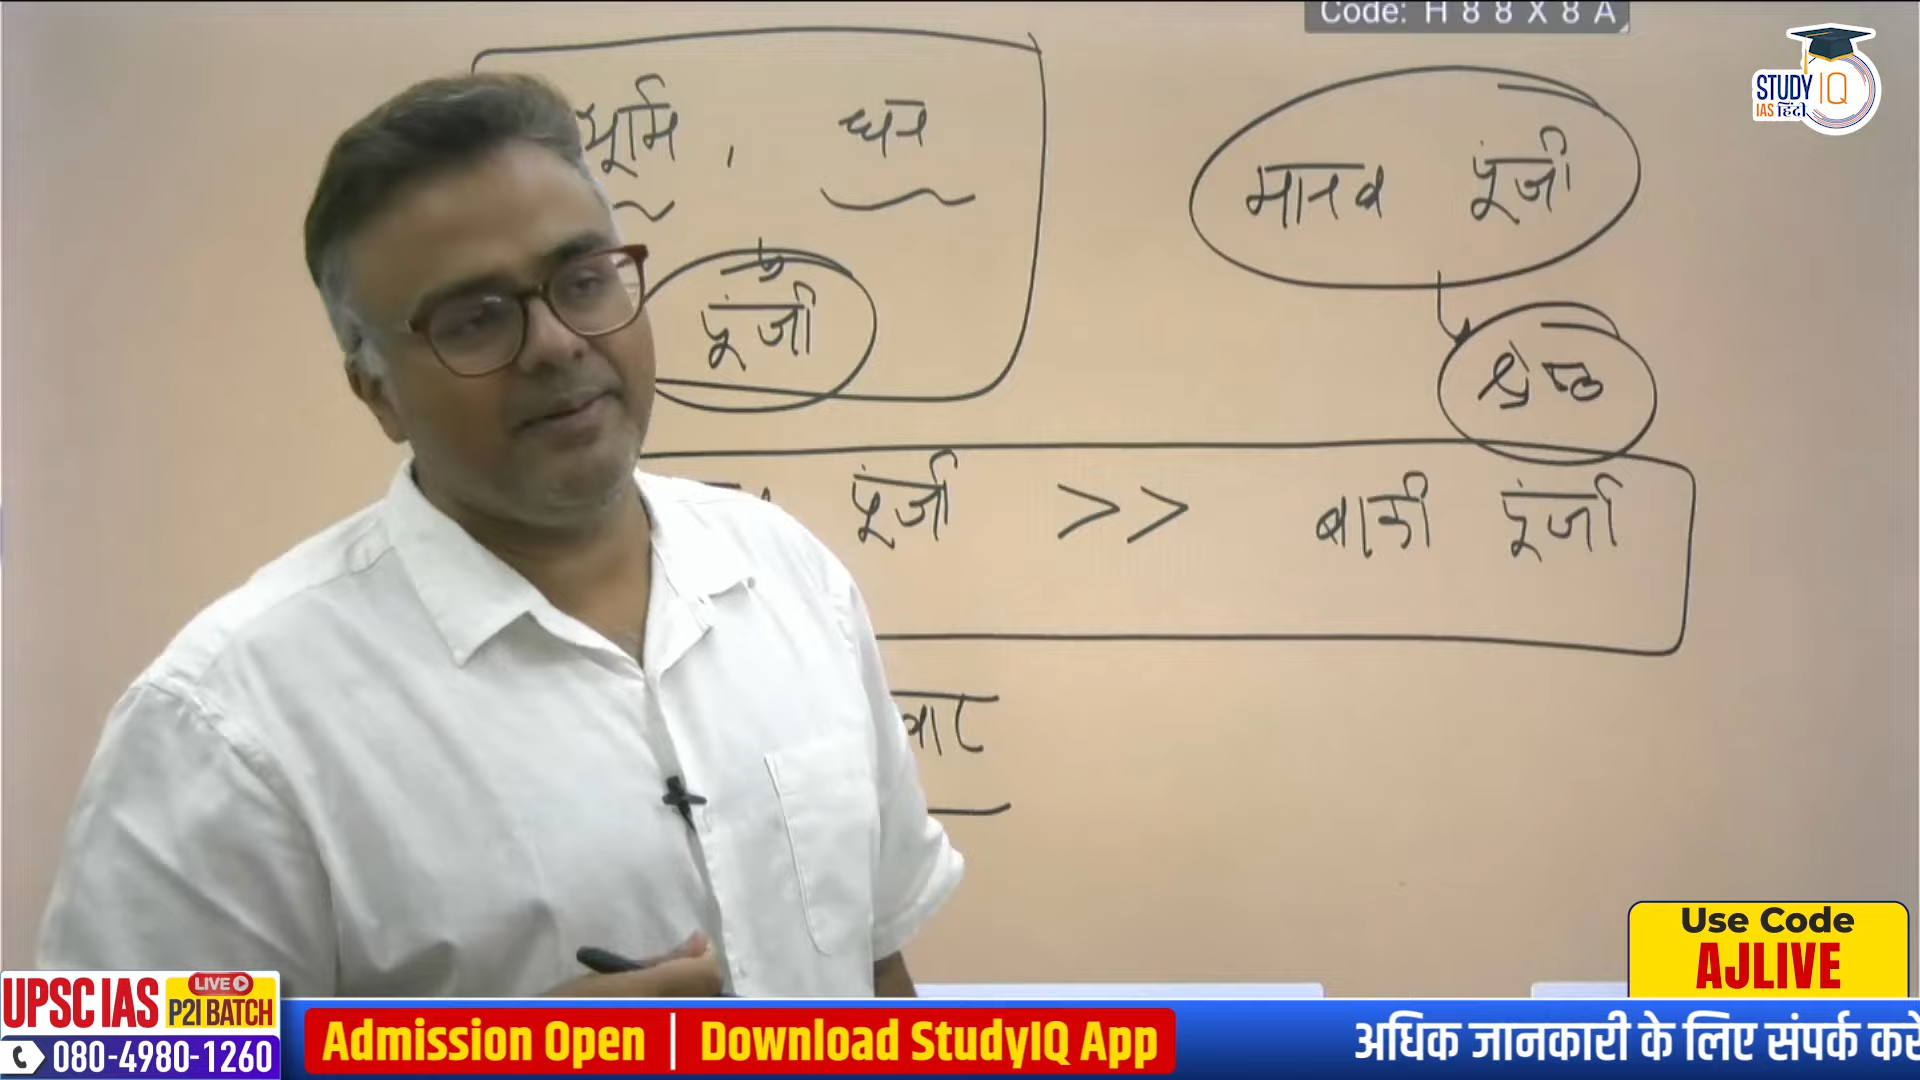 Code: H 8 8 X 8 A
STUDY IQ
IAS हिंदी
भूमि , धन
मानव पूंजी
पूंजी
श्रेष्ठ
पूंजी >> बाकी पूंजी
Use Code
AJLIVE
UPSC IAS LIVE P2I BATCH
080-4980-1260
Admission Open | Download StudyIQ App
अधिक जानकारी के लिए संपर्क करें